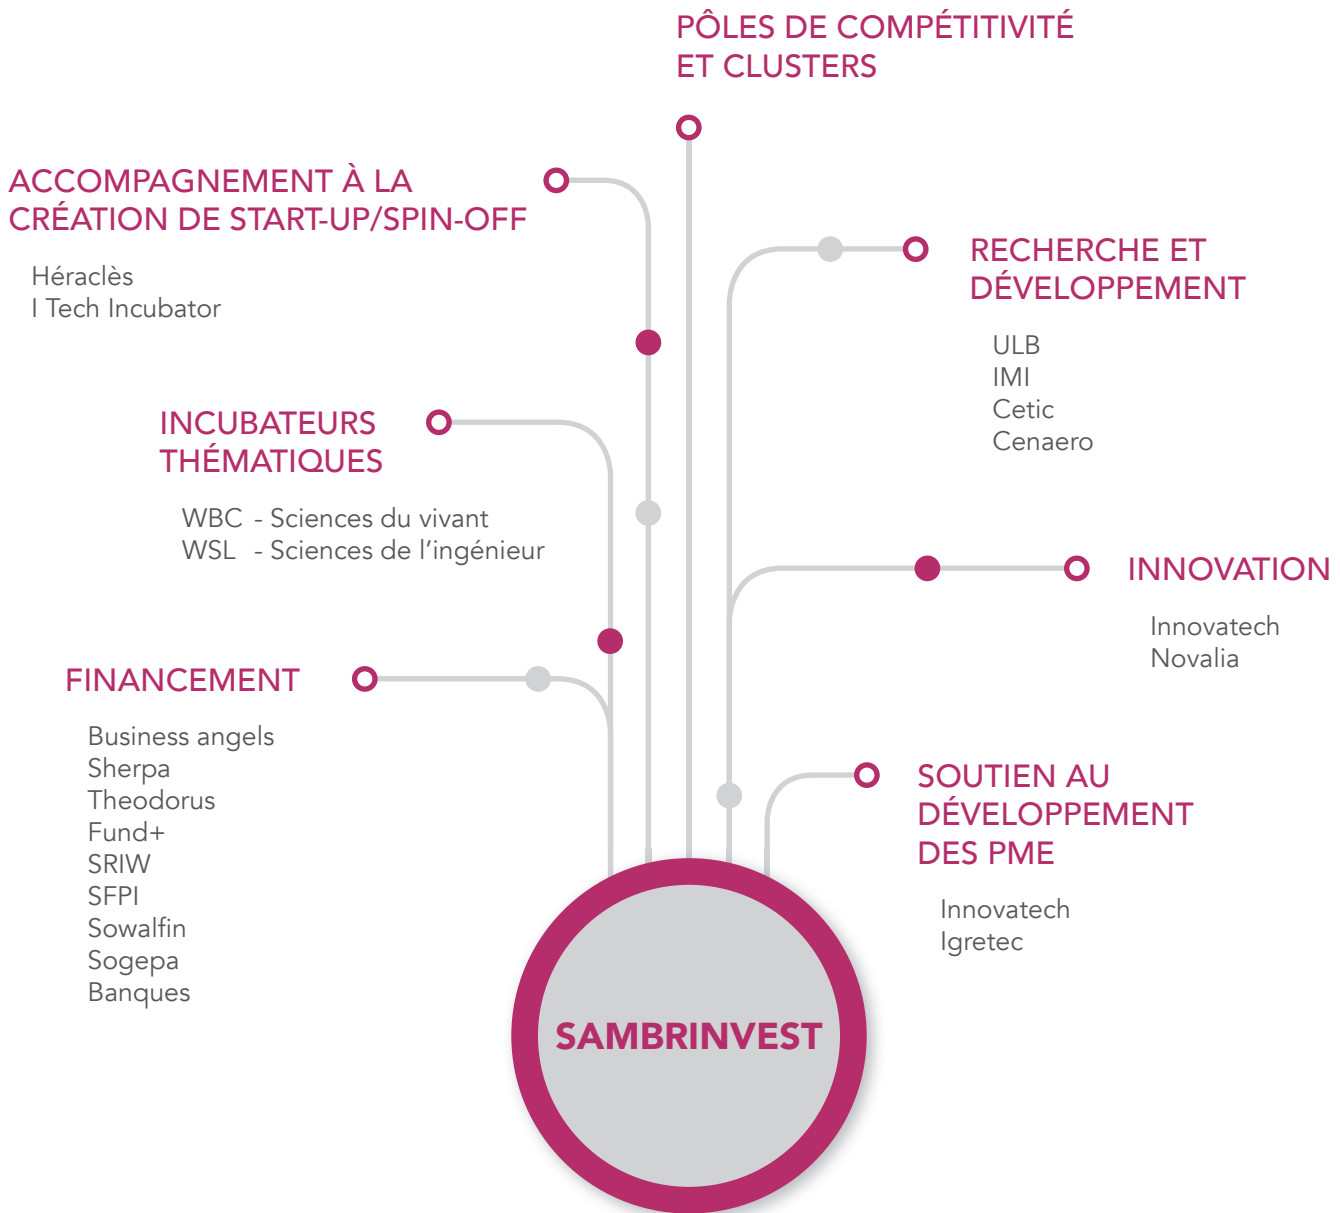 PÔLES DE COMPÉTITIVITÉ
ET CLUSTERS
ACCOMPAGNEMENT À LA
CRÉATION DE START-UP/SPIN-OFF
Héraclès
I Tech Incubator
RECHERCHE ET
DÉVELOPPEMENT
ULB
IMI
Cetic
Cenaero
INCUBATEURS
THÉMATIQUES
WBC - Sciences du vivant
WSL - Sciences de l’ingénieur
INNOVATION
Innovatech
Novalia
FINANCEMENT
Business angels
Sherpa
Theodorus
Fund+
SRIW
SFPI
Sowalfin
Sogepa
Banques
SOUTIEN AU
DÉVELOPPEMENT
DES PME
Innovatech
Igretec
SAMBRINVEST